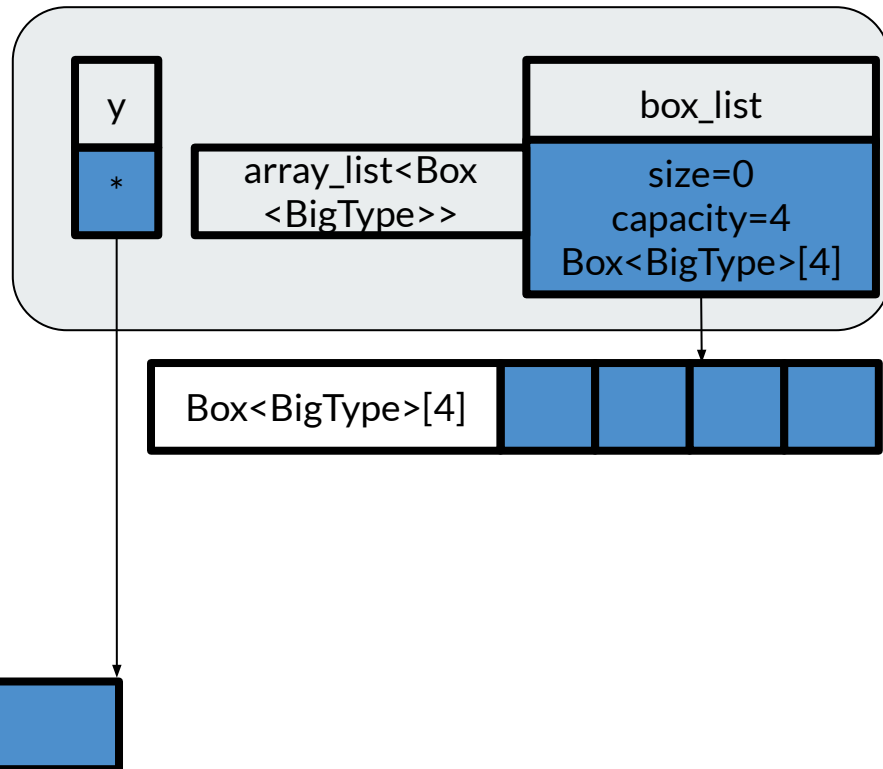 y
*
array_list<Box
<BigType>>
box_list
size=0
capacity=4
Box<BigType>[4]
Box<BigType>[4]